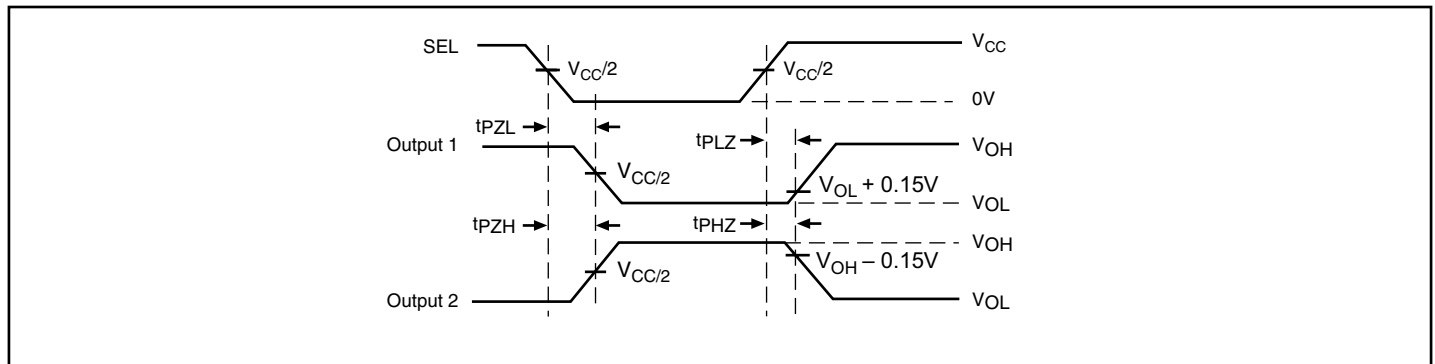 SEL
VCC/2
VCC/2
VCC
0V
tPZL
tPLZ
Output 1
VOH
VCC/2
VOL + 0.15V
VOL
tPZH
tPHZ
VOH
VOH – 0.15V
VCC/2
Output 2
VOL